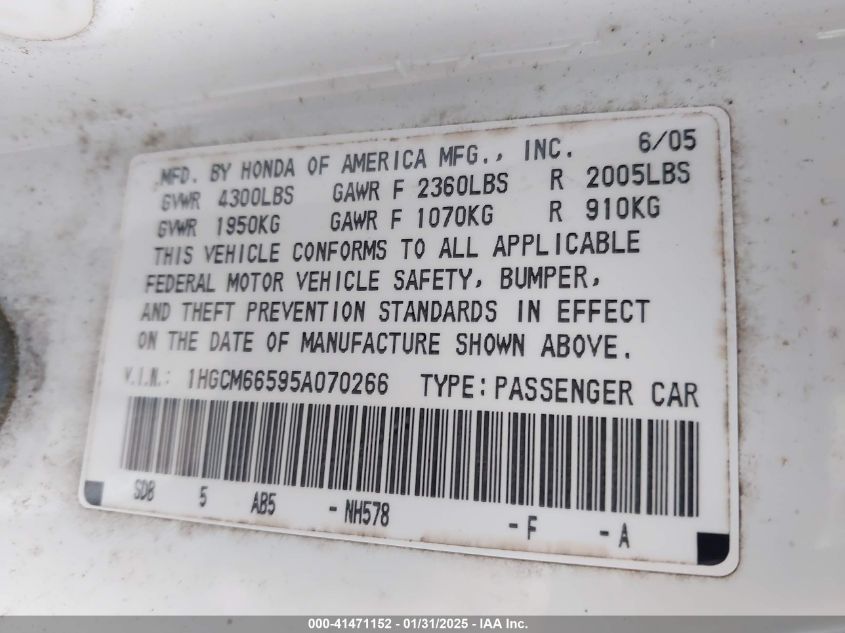 MFD. BY HONDA OF AMERICA MFG., INC. 6/05
GVWR 4300LBS GAWR F 2360LBS R 2005LBS
GVWR 1950KG GAWR F 1070KG R 910KG
THIS VEHICLE CONFORMS TO ALL APPLICABLE
FEDERAL MOTOR VEHICLE SAFETY, BUMPER,
AND THEFT PREVENTION STANDARDS IN EFFECT
ON THE DATE OF MANUFACTURE SHOWN ABOVE.
V.I.N.: 1HGCM66595A070266 TYPE: PASSENGER CAR
SDB 5 AB5 - NH578 - F - A
000-41471152 - 01/31/2025 - IAA Inc.